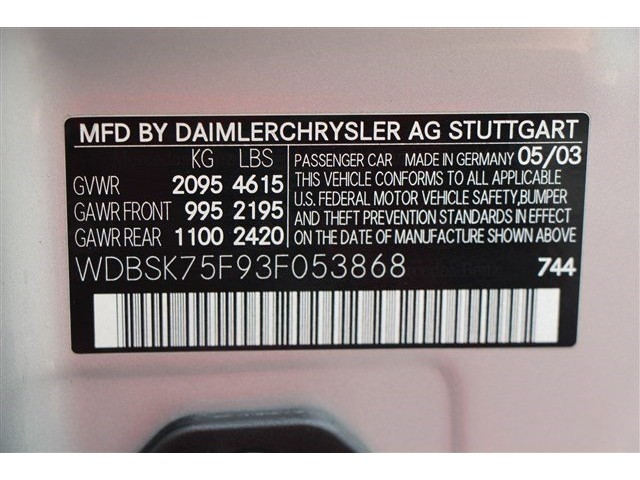 MFD BY DAIMLERCHRYSLER AG STUTTGART
KG LBS
GVWR 2095 4615
GAWR FRONT 995 2195
GAWR REAR 1100 2420
PASSENGER CAR MADE IN GERMANY 05/03
THIS VEHICLE CONFORMS TO ALL APPLICABLE
U.S. FEDERAL MOTOR VEHICLE SAFETY,BUMPER
AND THEFT PREVENTION STANDARDS IN EFFECT
ON THE DATE OF MANUFACTURE SHOWN ABOVE
WDBSK75F93F053868 744